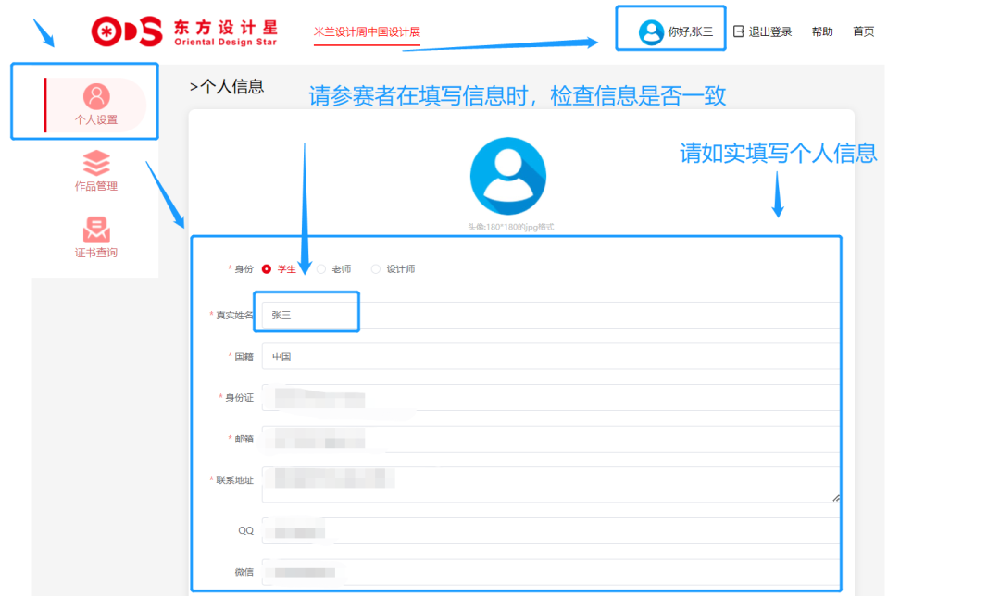 ODS 东方设计星
Oriental Design Star
米兰设计周中国设计展
你好,张三
退出登录
帮助
首页
个人设置
作品管理
证书查询
>个人信息
请参赛者在填写信息时，检查信息是否一致
请如实填写个人信息
头像:180*180的jpg格式
*身份 学生 老师 设计师
*真实姓名 张三
*国籍 中国
*身份证
*邮箱
*联系地址
QQ
微信